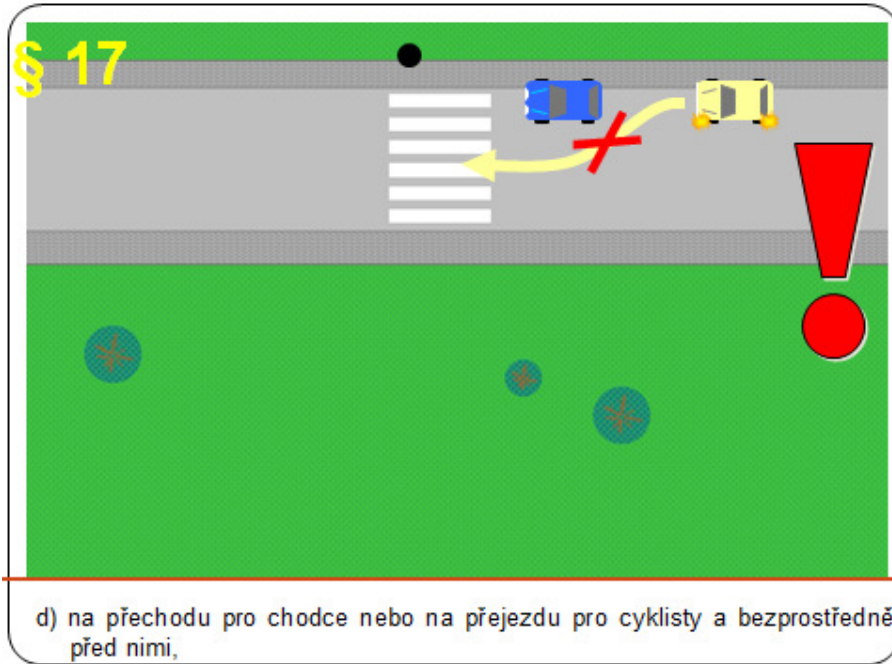 § 17
d) na přechodu pro chodce nebo na přejezdu pro cyklisty a bezprostředně
před nimi,